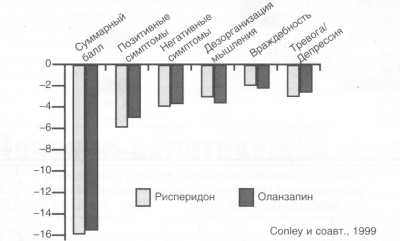 Суммарный
балл
Позитивные
симптомы
Негативные
симптомы
Дезорганизация
мышления
Враждебность
Тревога/
Депрессия
0
-2
-4
-6
-8
-10
-12
-14
-16
Рисперидон
Оланзапин
Conley и соавт., 1999